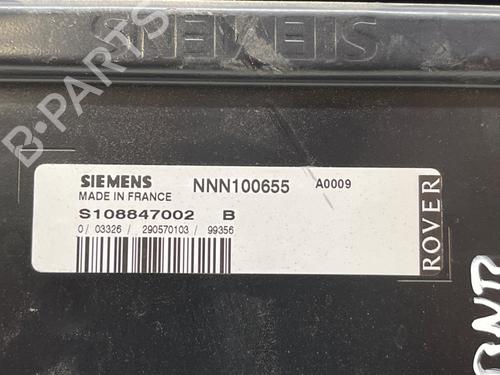 SIEMENS
B-PARTS
SIEMENS NNN100655 A0009
MADE IN FRANCE
S108847002 B
0/ 03326 / 290570103 / 99356
ROVER